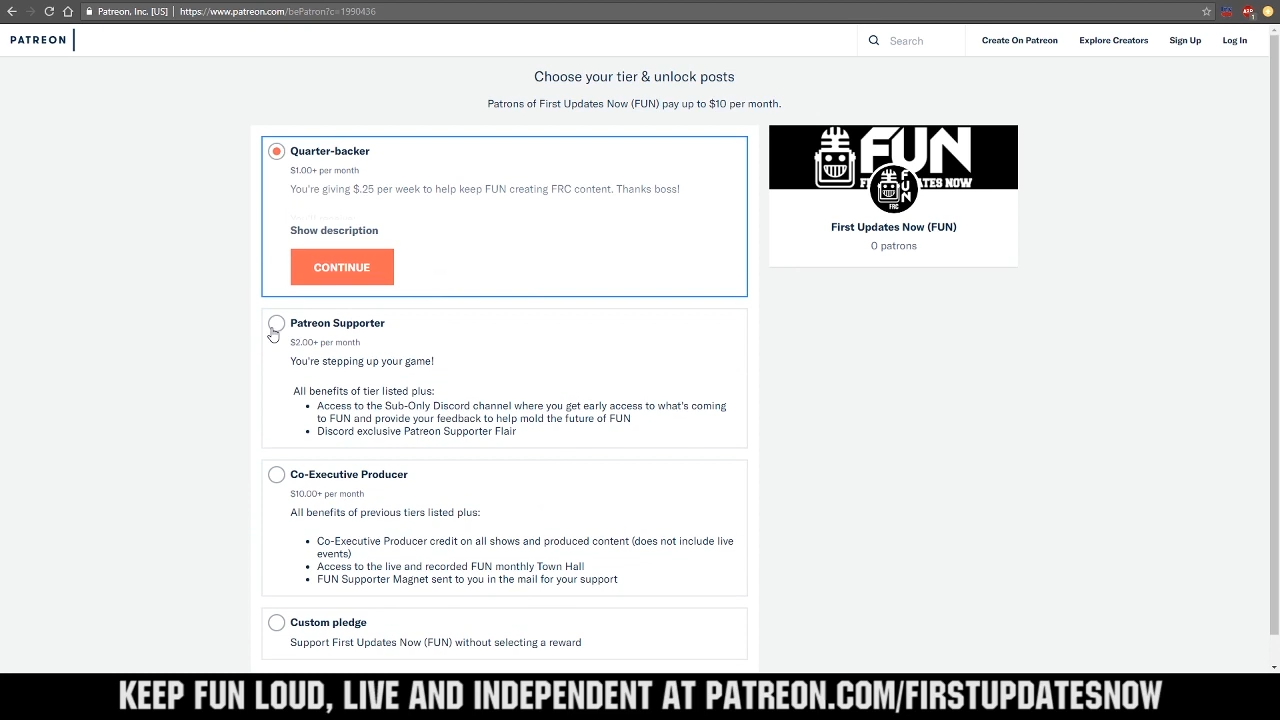 Patreon, Inc. [US] | https://www.patreon.com/bePatron?c=1990436
PATREON
Search
Create On Patreon
Explore Creators
Sign Up
Log In
Choose your tier & unlock posts
Patrons of First Updates Now (FUN) pay up to $10 per month.
Quarter-backer
$1.00+ per month
You're giving $.25 per week to help keep FUN creating FRC content. Thanks boss!
Show description
CONTINUE
FUN
FUN
FRC
First Updates Now (FUN)
0 patrons
Patreon Supporter
$2.00+ per month
You're stepping up your game!
All benefits of tier listed plus:
• Access to the Sub-Only Discord channel where you get early access to what's coming
to FUN and provide your feedback to help mold the future of FUN
• Discord exclusive Patreon Supporter Flair
Co-Executive Producer
$10.00+ per month
All benefits of previous tiers listed plus:
• Co-Executive Producer credit on all shows and produced content (does not include live
events)
• Access to the live and recorded FUN monthly Town Hall
• FUN Supporter Magnet sent to you in the mail for your support
Custom pledge
Support First Updates Now (FUN) without selecting a reward
KEEP FUN LOUD, LIVE AND INDEPENDENT AT PATREON.COM/FIRSTUPDATESNOW